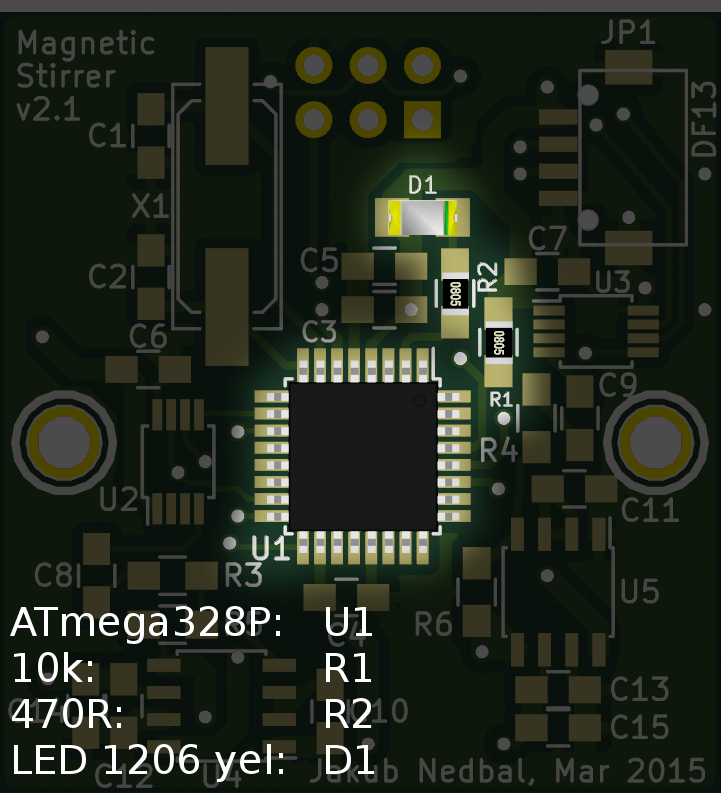 Magnetic
Stirrer
v2.1
JP1
DF13
C1
X1
D1
C2
C5
R2
C7
U3
C3
C6
0805
0805
R1
C9
R4
U2
C11
U1
C8
R3
U5
R6
ATmega328P: U1
10k: R1
470R: R2
LED 1206 yel: D1
C4
C13
C10
C15
C12
U4
Jakub Nedbal, Mar 2015